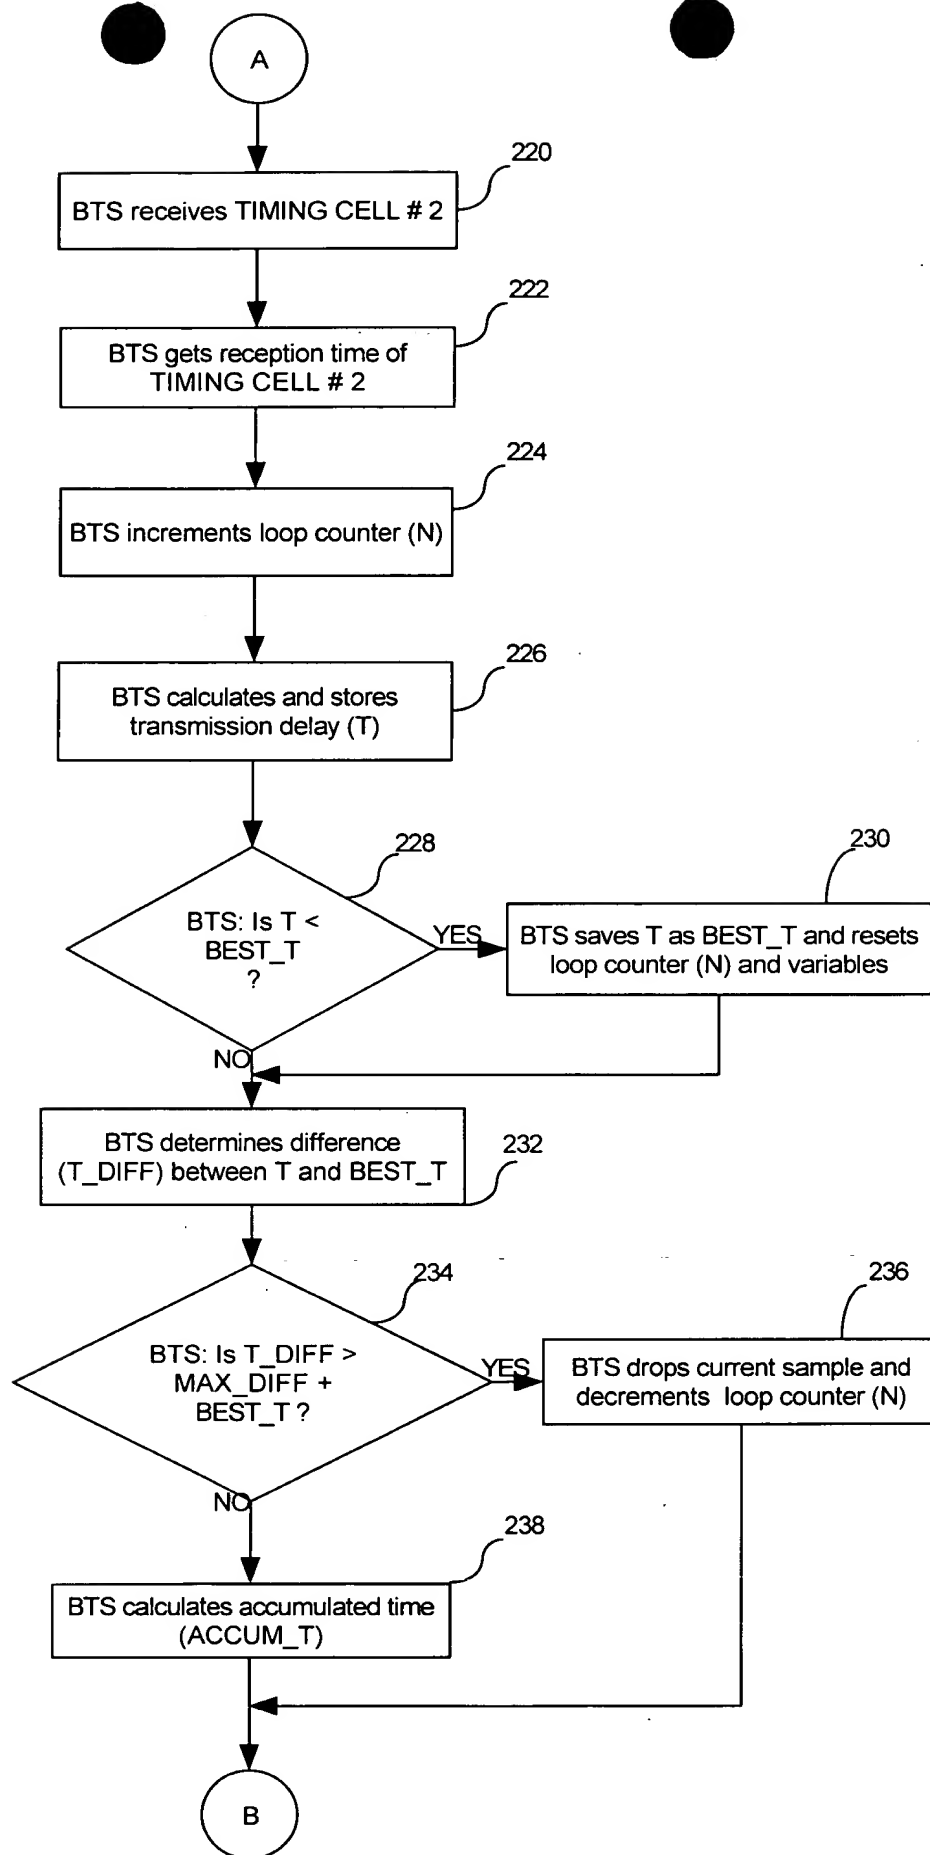 A
220
BTS receives TIMING CELL # 2
222
BTS gets reception time of
TIMING CELL # 2
224
BTS increments loop counter (N)
226
BTS calculates and stores
transmission delay (T)
228
BTS: Is T <
BEST_T
?
YES
230
BTS saves T as BEST_T and resets
loop counter (N) and variables
NO
BTS determines difference
(T_DIFF) between T and BEST_T
232
234
BTS: Is T_DIFF >
MAX_DIFF +
BEST_T ?
YES
236
BTS drops current sample and
decrements loop counter (N)
NO
238
BTS calculates accumulated time
(ACCUM_T)
B